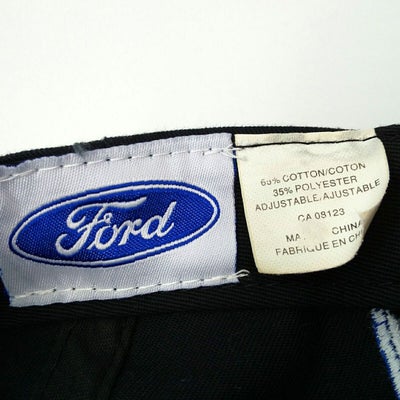 Ford
65% COTTON/COTON
35% POLYESTER
ADJUSTABLE/AJUSTABLE
CA 08123
CHINA
FABRIQUE EN